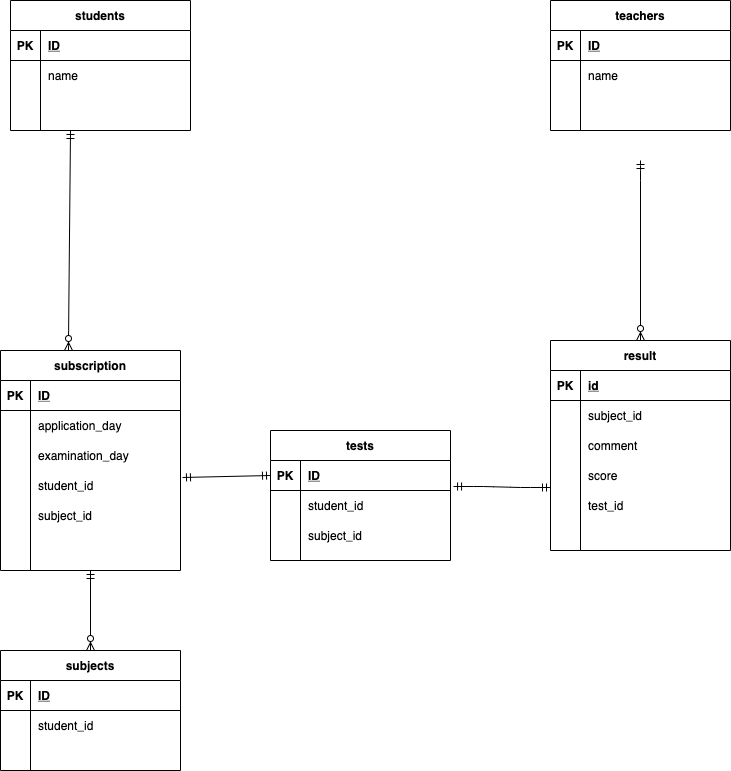 students
PK ID
name
teachers
PK ID
name
subscription
PK ID
application_day
examination_day
student_id
subject_id
tests
PK ID
student_id
subject_id
result
PK id
subject_id
comment
score
test_id
subjects
PK ID
student_id